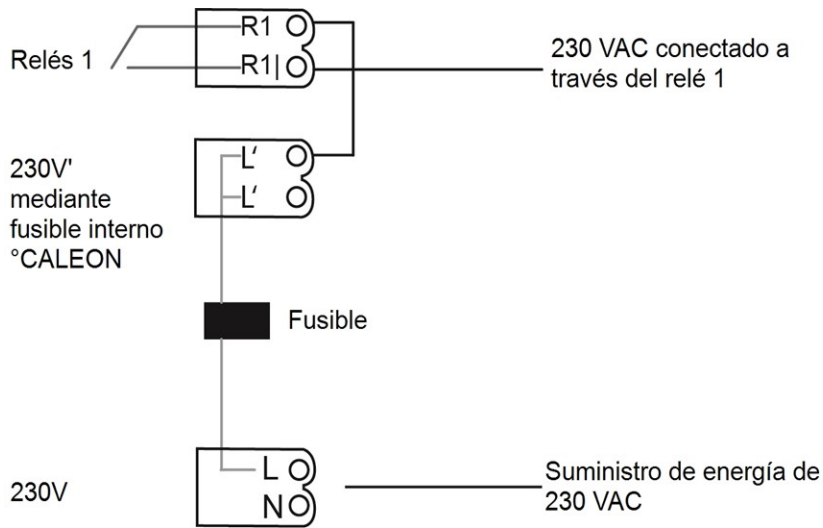 Relés 1
R1
R1|
230 VAC conectado a
través del relé 1
230V'
mediante
fusible interno
°CALEON
L‘
L‘
Fusible
230V
L
N
Suministro de energía de
230 VAC